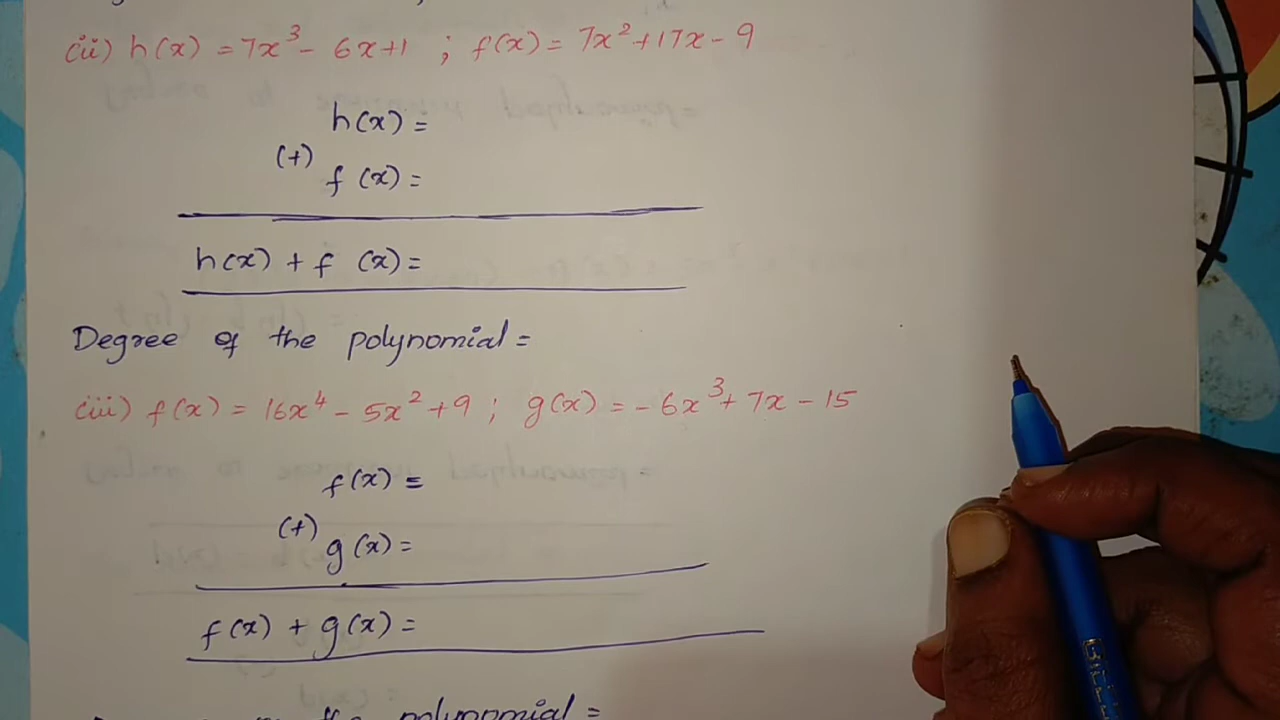 (ii) h(x) = 7x³ - 6x+1 ; f(x) = 7x²+17x-9
h(x) =
(+)
f(x) =
h(x) + f (x) =
Degree of the polynomial =
(iii) f(x) = 16x⁴ - 5x² + 9 ; g(x) = -6x³ + 7x - 15
f(x) =
(+)
g(x) =
f(x) + g(x) =
the polynomial =